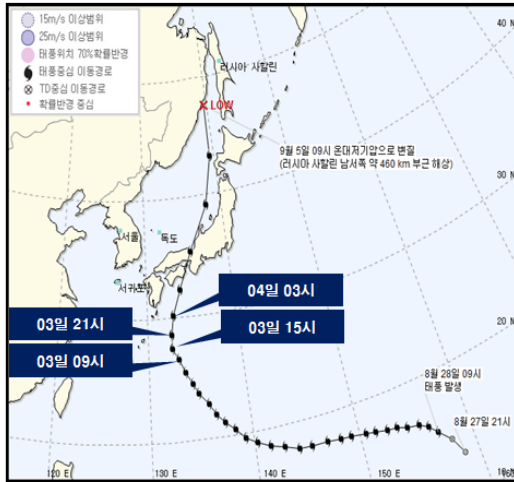 15m/s 이상범위
25m/s 이상범위
태풍위치 70%확률반경
태풍중심 이동경로
TD중심 이동경로
확률반경 중심
러시아 사할린
LOW
9월 5일 09시 온대저기압으로 변질
(러시아 사할린 남서쪽 약 460 km 부근 해상)
서울
독도
서귀포
04일 03시
03일 21시
03일 15시
03일 09시
8월 28일 09시
태풍 발생
8월 27일 21시
40 N
30 N
20 N
120 E
130 E
140 E
150 E